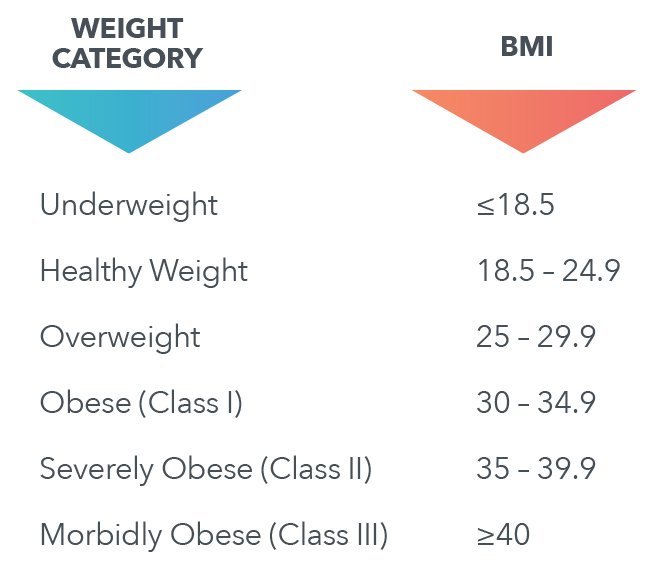 WEIGHT
CATEGORY
BMI
Underweight ≤18.5
Healthy Weight 18.5 – 24.9
Overweight 25 – 29.9
Obese (Class I) 30 – 34.9
Severely Obese (Class II) 35 – 39.9
Morbidly Obese (Class III) ≥40